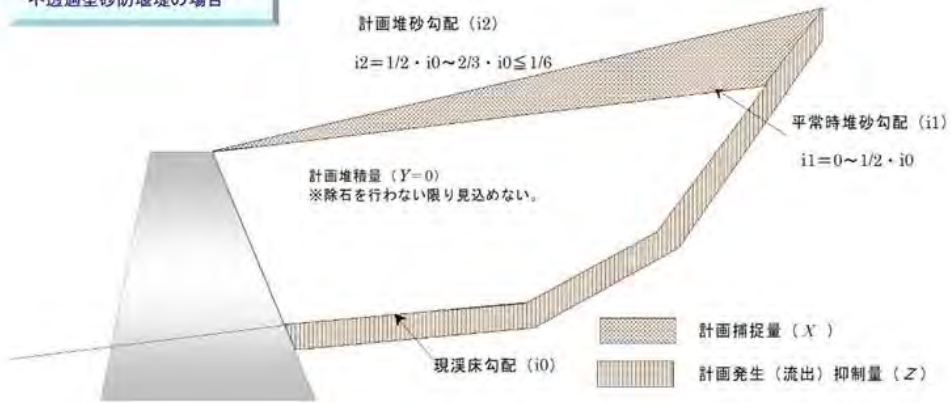 不透過型砂防堰堤の場合
計画堆砂勾配（i2）
i2＝1/2・i0～2/3・i0≦1/6
平常時堆砂勾配（i1）
i1＝0～1/2・i0
計画堆積量（Y＝0）
※除石を行わない限り見込めない。
現渓床勾配（i0）
計画捕捉量（X）
計画発生（流出）抑制量（Z）